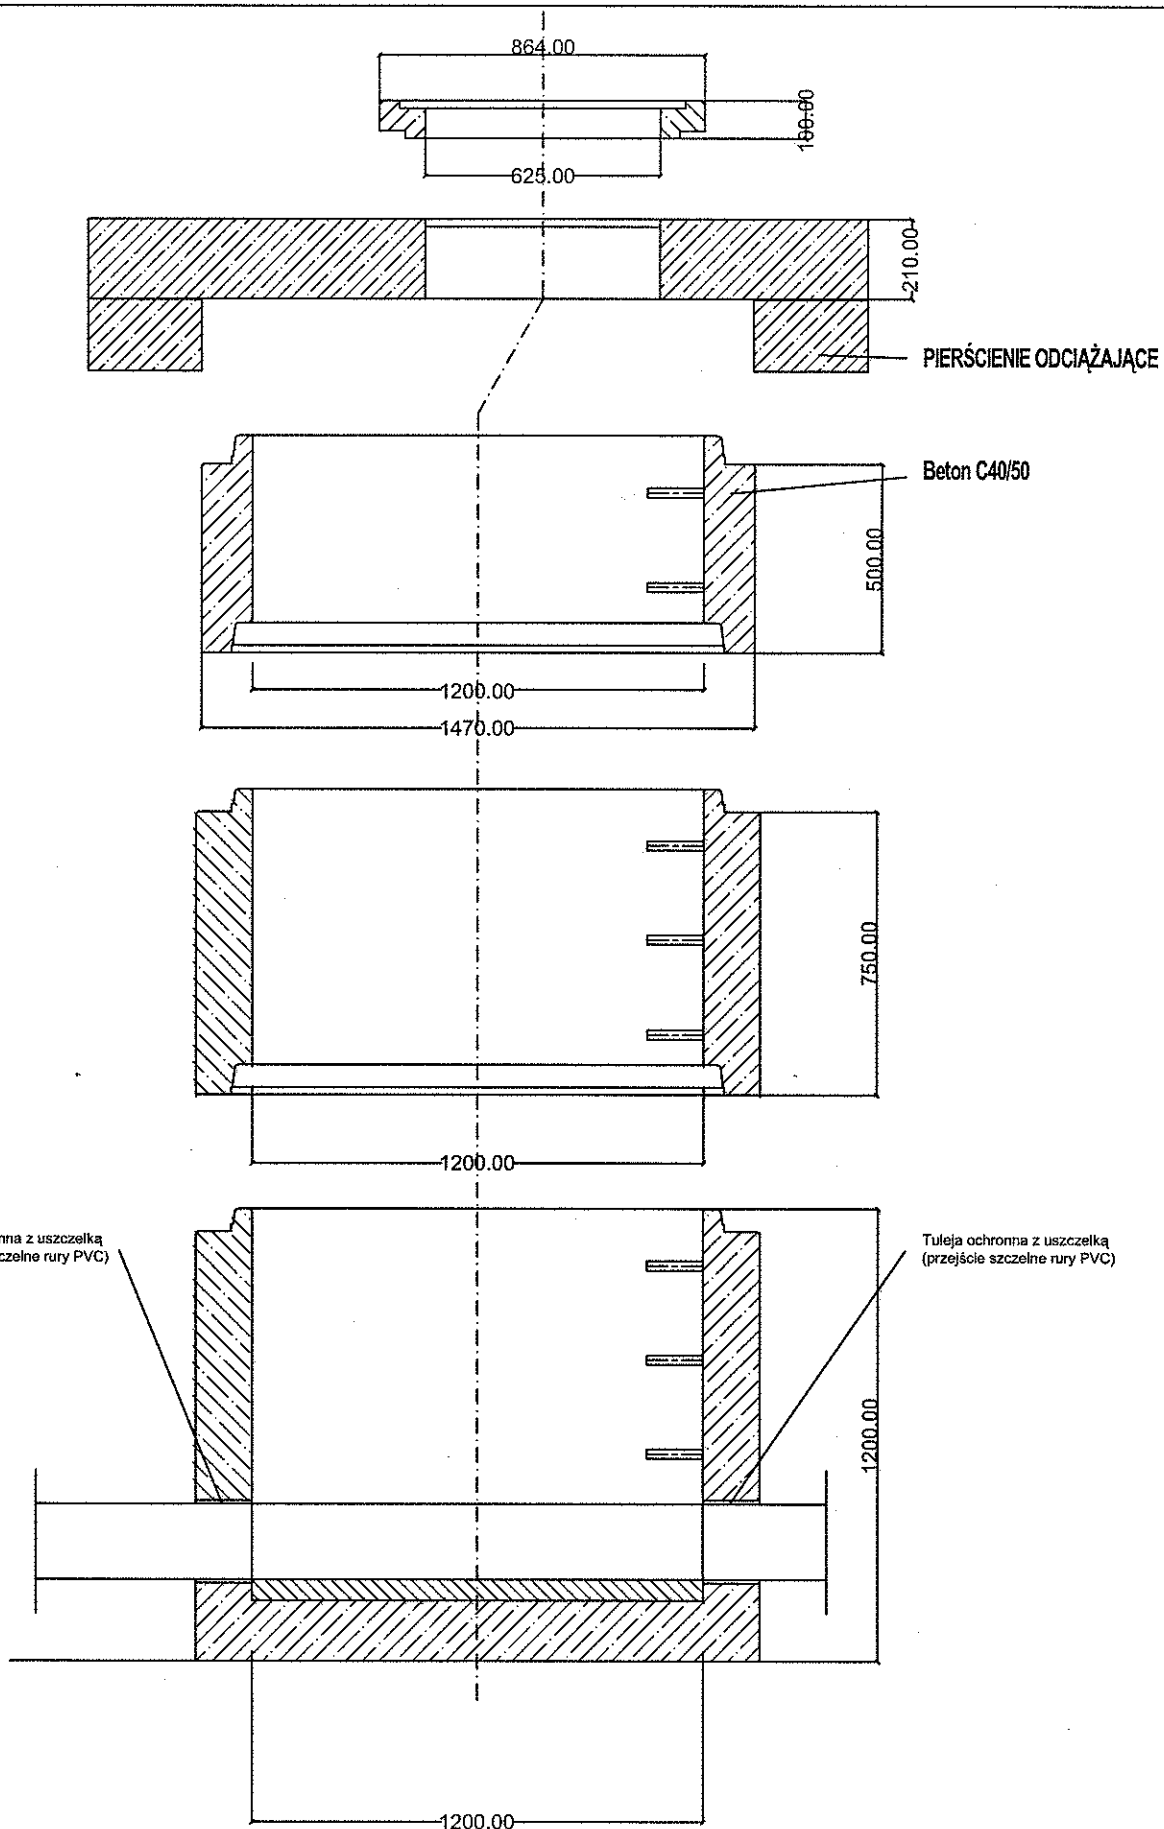 864.00
100.00
625.00
210.00
PIERŚCIENIE ODCIĄŻAJĄCE
Beton C40/50
500.00
1200.00
1470.00
750.00
1200.00
nna z uszczelką
czelne rury PVC)
Tuleja ochronna z uszczelką
(przejście szczelne rury PVC)
1200.00
1200.00